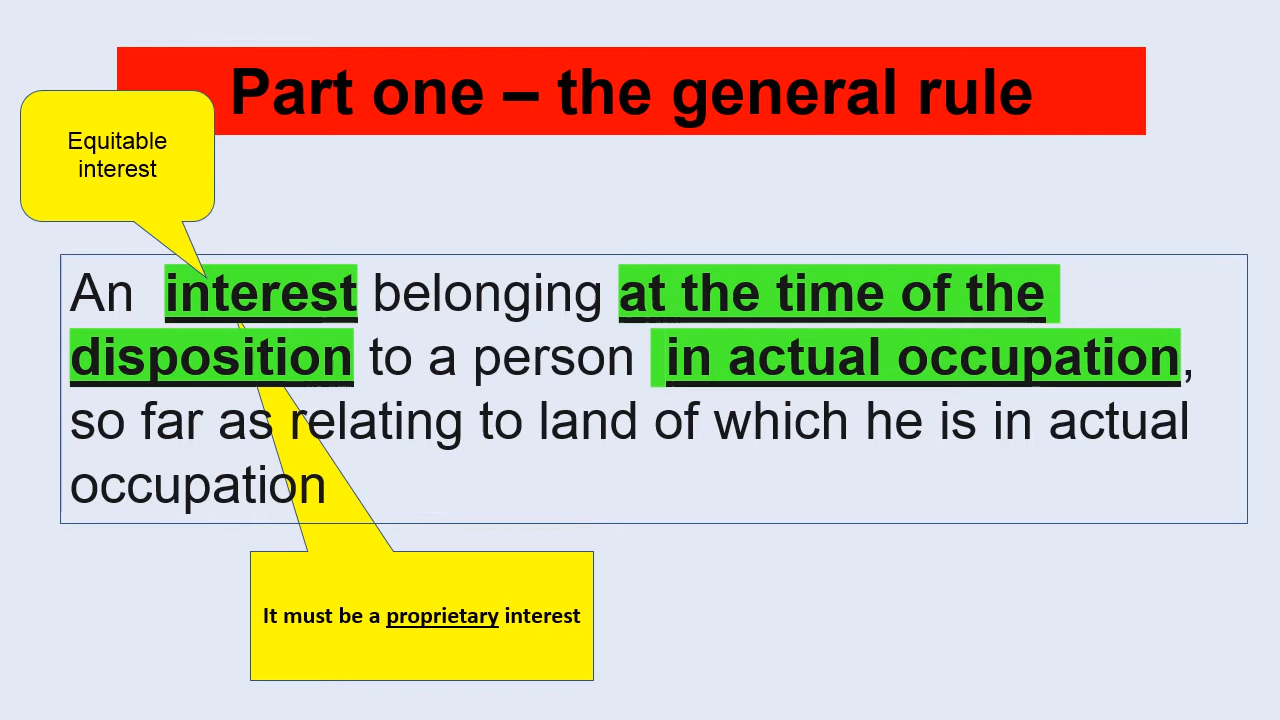 Part one – the general rule
Equitable
interest
An interest belonging at the time of the
disposition to a person in actual occupation,
so far as relating to land of which he is in actual
occupation
It must be a proprietary interest